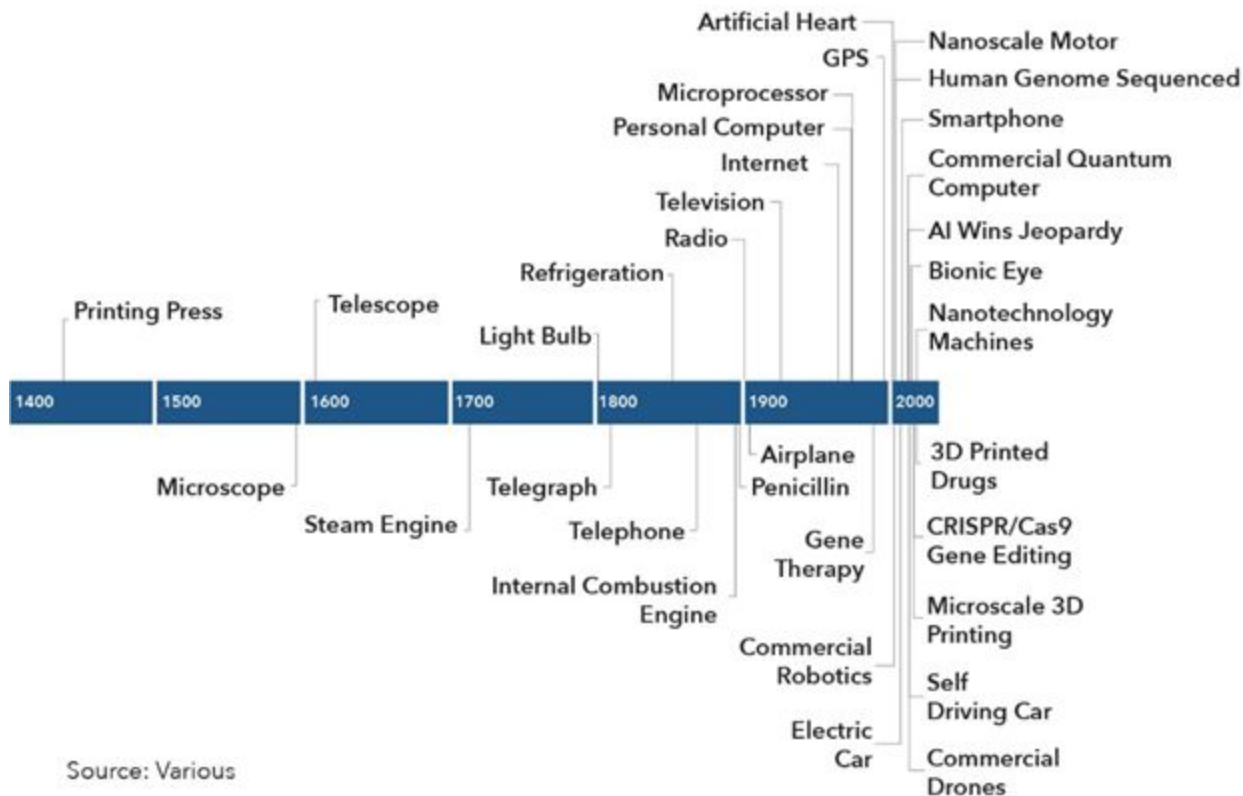 Artificial Heart
Nanoscale Motor
GPS
Human Genome Sequenced
Microprocessor
Smartphone
Personal Computer
Internet
Commercial Quantum
Computer
Television
AI Wins Jeopardy
Radio
Bionic Eye
Refrigeration
Printing Press
Telescope
Nanotechnology
Machines
Light Bulb
1400
1500
1600
1700
1800
1900
2000
Airplane
3D Printed
Drugs
Microscope
Telegraph
Penicillin
Steam Engine
Telephone
Gene
Therapy
CRISPR/Cas9
Gene Editing
Internal Combustion
Engine
Microscale 3D
Printing
Commercial
Robotics
Self
Driving Car
Electric
Car
Commercial
Drones
Source: Various